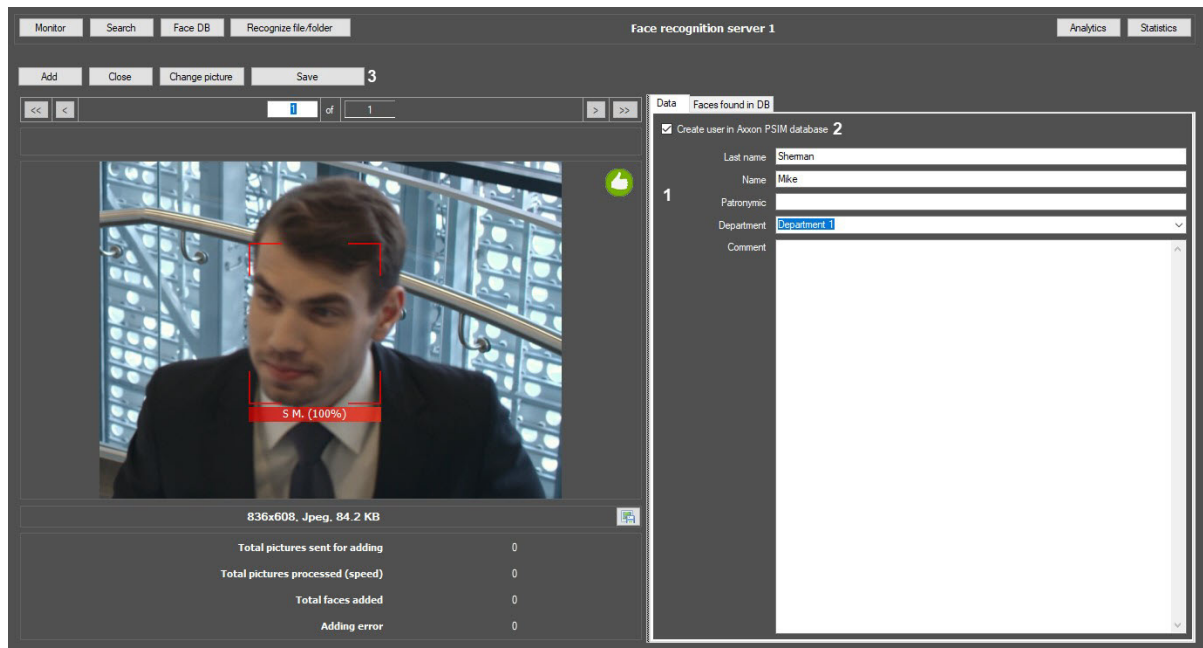 Monitor Search Face DB Recognize file/folder Face recognition server 1 Analytics Statistics
Add Close Change picture Save 3
<< < 1 of 1 > >>
Data Faces found in DB
Create user in Axxon PSIM database 2
Last name Sherman
Name Mike
1
Patronymic
Department Department 1
Comment
S M. (100%)
836x608, Jpeg, 84.2 KB
Total pictures sent for adding 0
Total pictures processed (speed) 0
Total faces added 0
Adding error 0